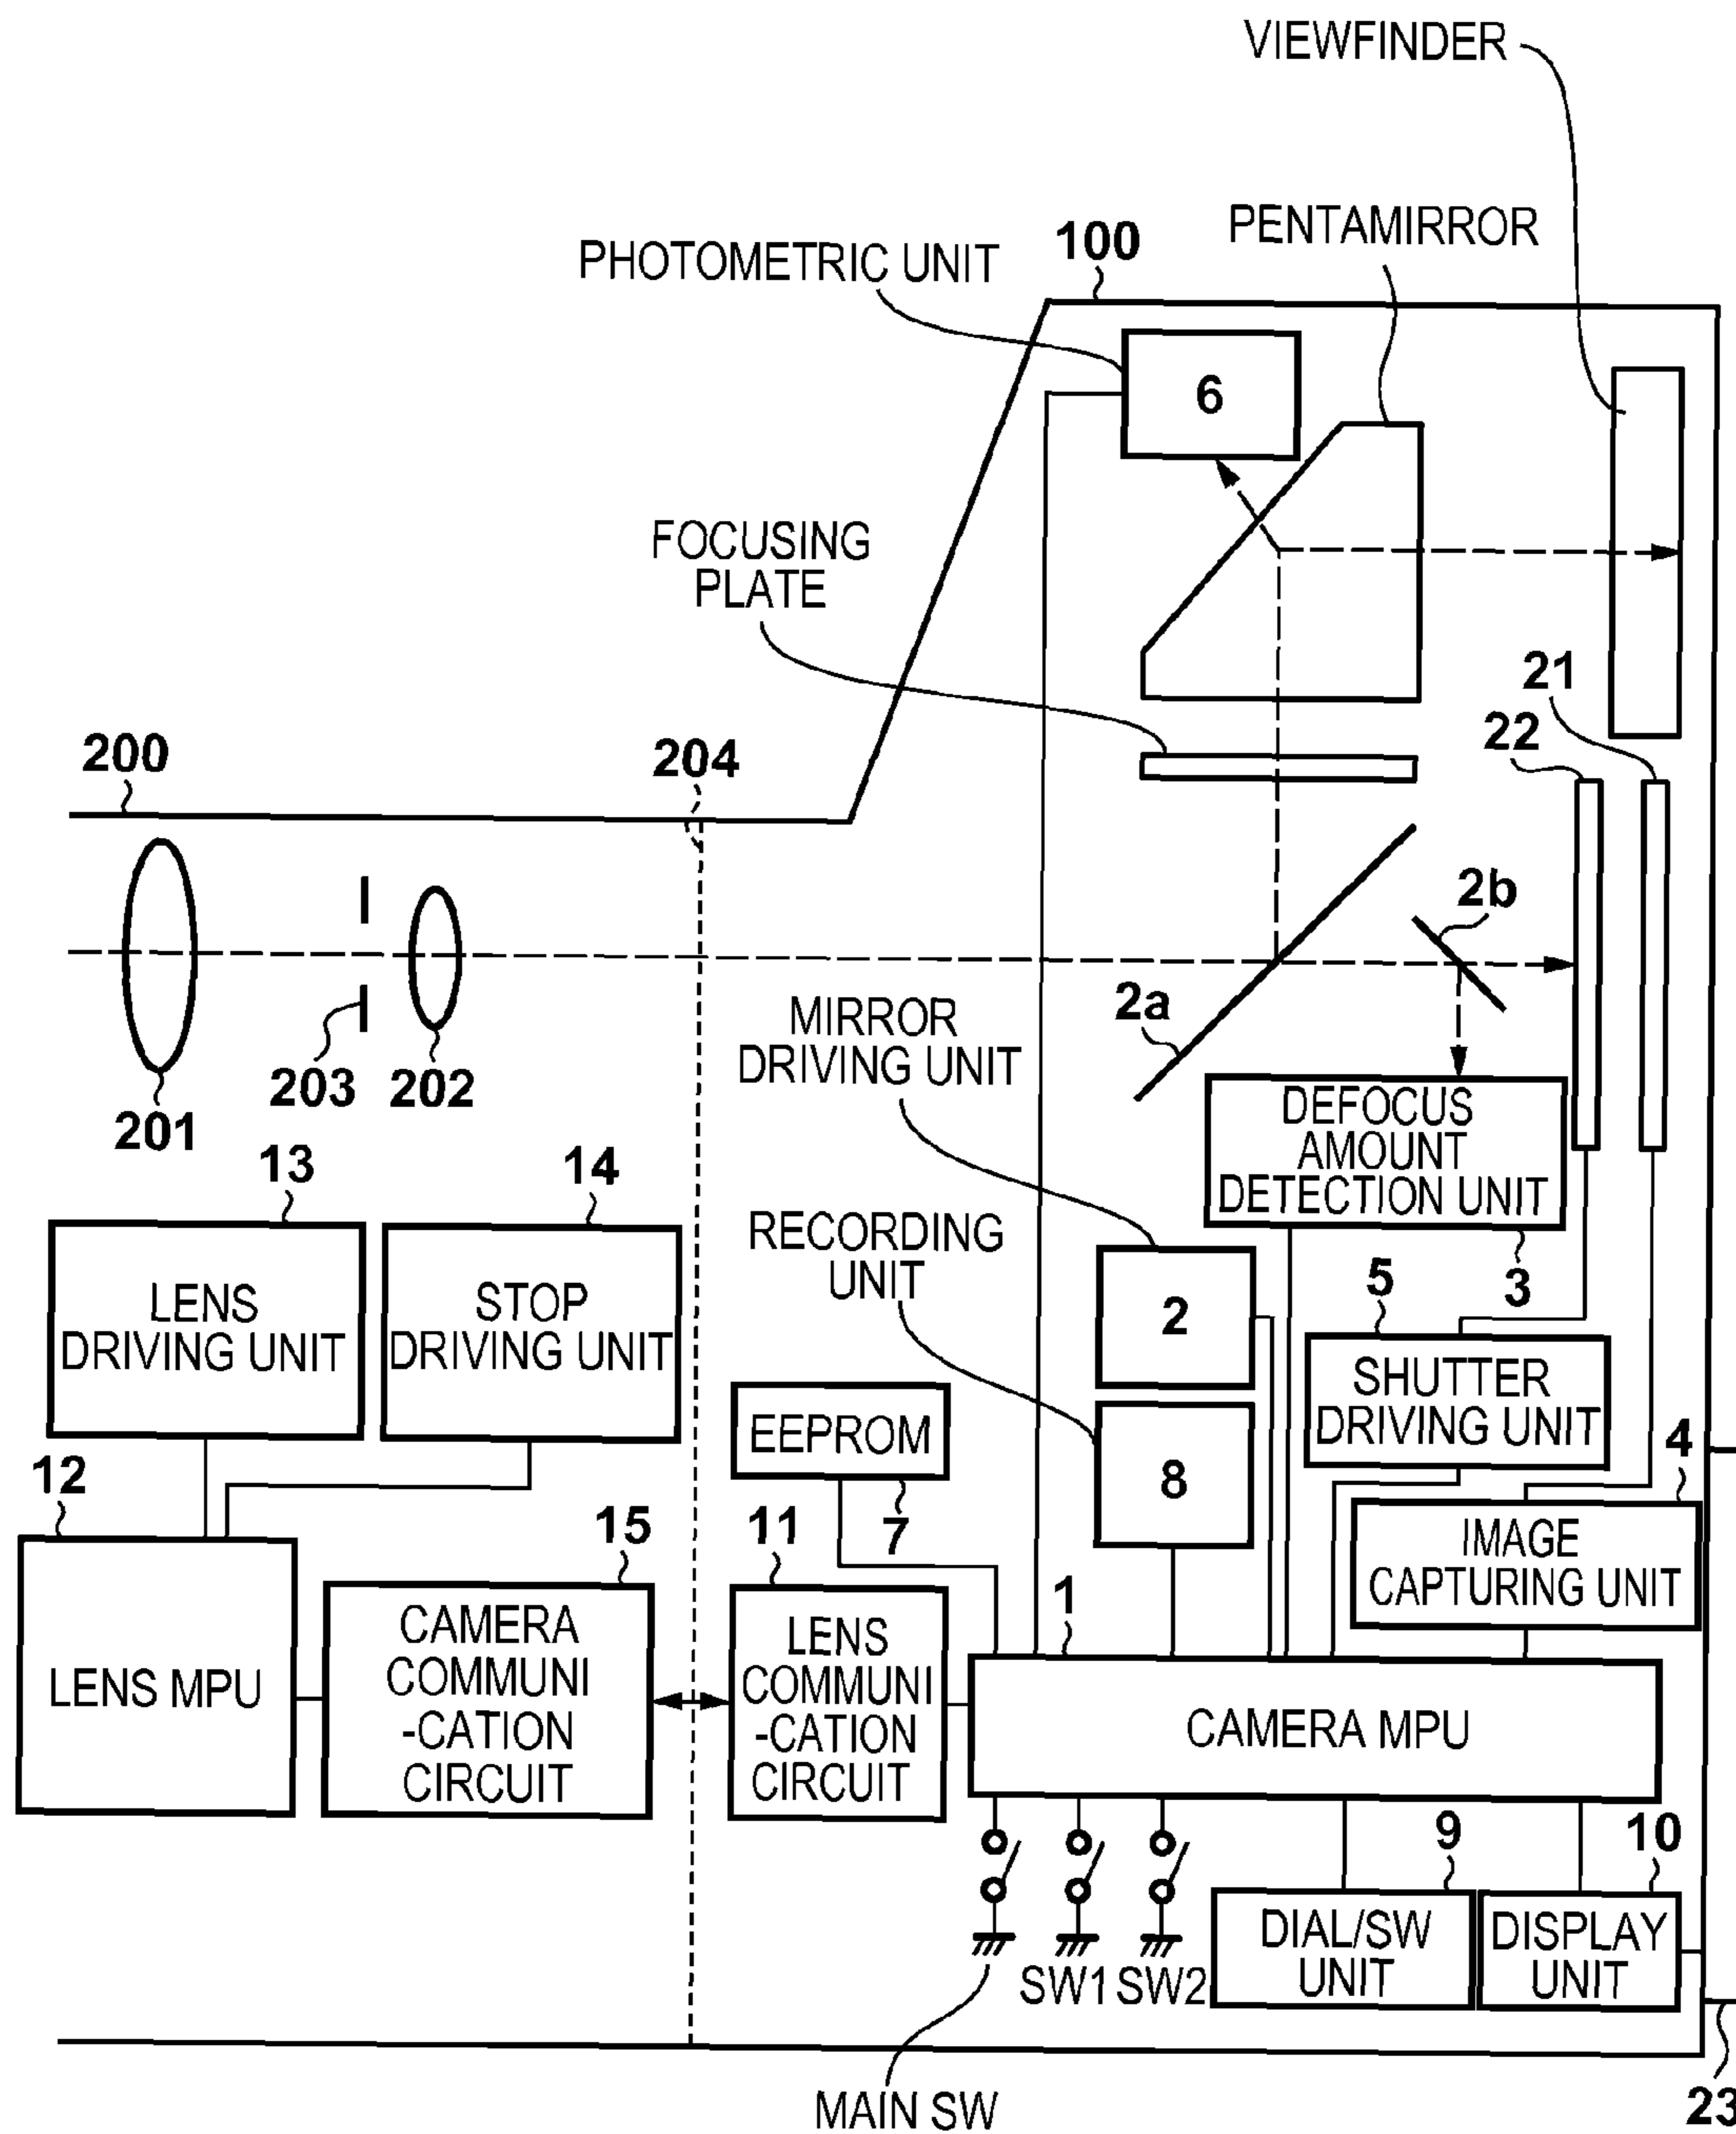 VIEWFINDER
PENTAMIRROR
100
PHOTOMETRIC UNIT
6
FOCUSING
PLATE
21
22
200
204
2b
2a
MIRROR
DRIVING UNIT
203
202
201
DEFOCUS
AMOUNT
DETECTION UNIT
13
14
RECORDING
UNIT
3
5
2
LENS
DRIVING UNIT
STOP
DRIVING UNIT
SHUTTER
DRIVING UNIT
EEPROM
4
12
8
15
11
7
IMAGE
CAPTURING UNIT
1
LENS MPU
CAMERA
COMMUNI
-CATION
CIRCUIT
LENS
COMMUNI
-CATION
CIRCUIT
CAMERA MPU
9
10
DIAL/SW
UNIT
DISPLAY
UNIT
SW1 SW2
MAIN SW
23